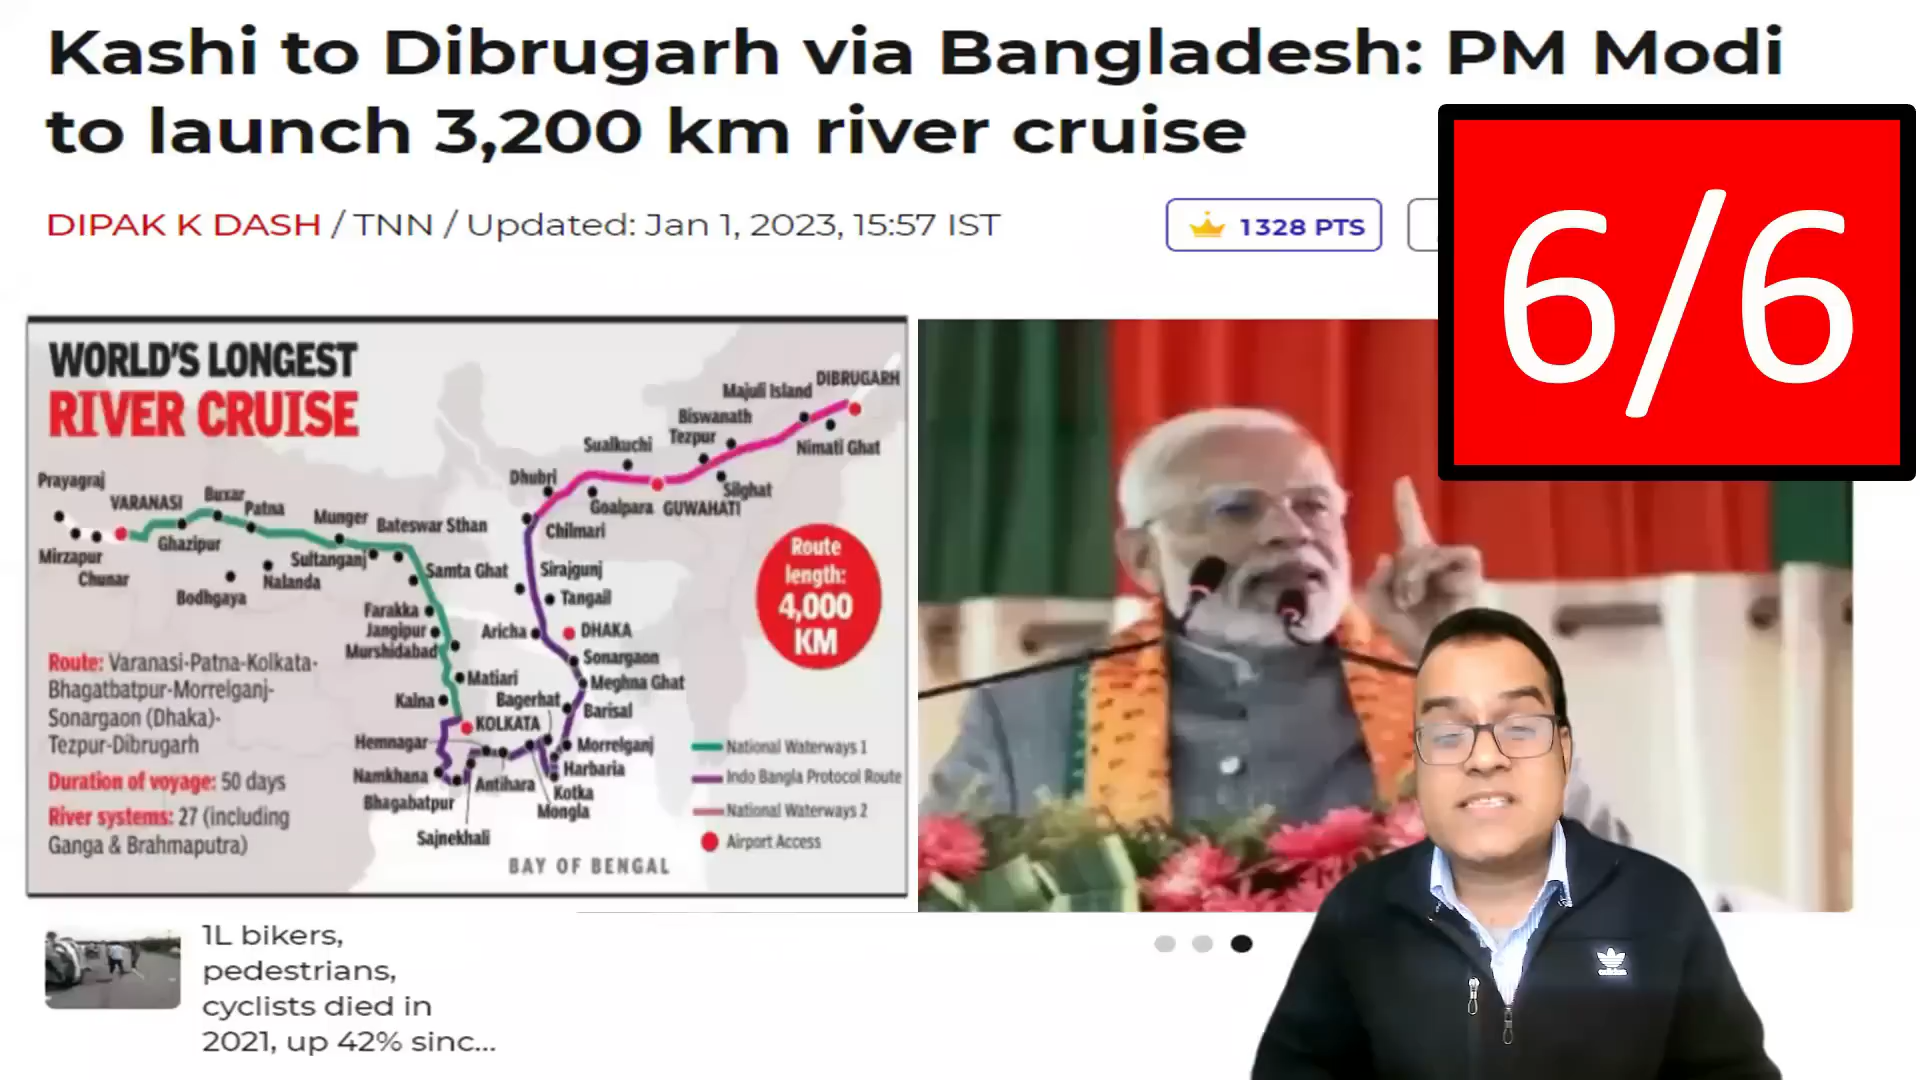 Kashi to Dibrugarh via Bangladesh: PM Modi
to launch 3,200 km river cruise
DIPAK K DASH / TNN / Updated: Jan 1, 2023, 15:57 IST
1328 PTS
6/6
WORLD'S LONGEST
RIVER CRUISE
DIBRUGARH
Majuli Island
Biswanath
Tezpur
Nimati Ghat
Sualkuchi
Dhubri
Silghat
Goalpara
GUWAHATI
Prayagraj
VARANASI
Buxar
Patna
Munger
Bateswar Sthan
Chilmari
Ghazipur
Mirzapur
Chunar
Sultanganj
Nalanda
Bodhgaya
Samta Ghat
Sirajgunj
Tangail
Route
length:
4,000
KM
Farakka
Jangipur
Murshidabad
Aricha
DHAKA
Sonargaon
Meghna Ghat
Route: Varanasi-Patna-Kolkata-
Bhagatbatpur-Morrelganj-
Sonargaon (Dhaka)-
Tezpur-Dibrugarh
Matiari
Kalna
Bagerhat
Barisal
KOLKATA
Hemnagar
Morrelganj
Harbaria
Namkhana
Antihara
Kotka
Mongla
Bhagabatpur
Sajnekhali
Duration of voyage: 50 days
River systems: 27 (including
Ganga & Brahmaputra)
National Waterways 1
Indo Bangla Protocol Route
National Waterways 2
Airport Access
BAY OF BENGAL
1L bikers,
pedestrians,
cyclists died in
2021, up 42% sinc...
adidas